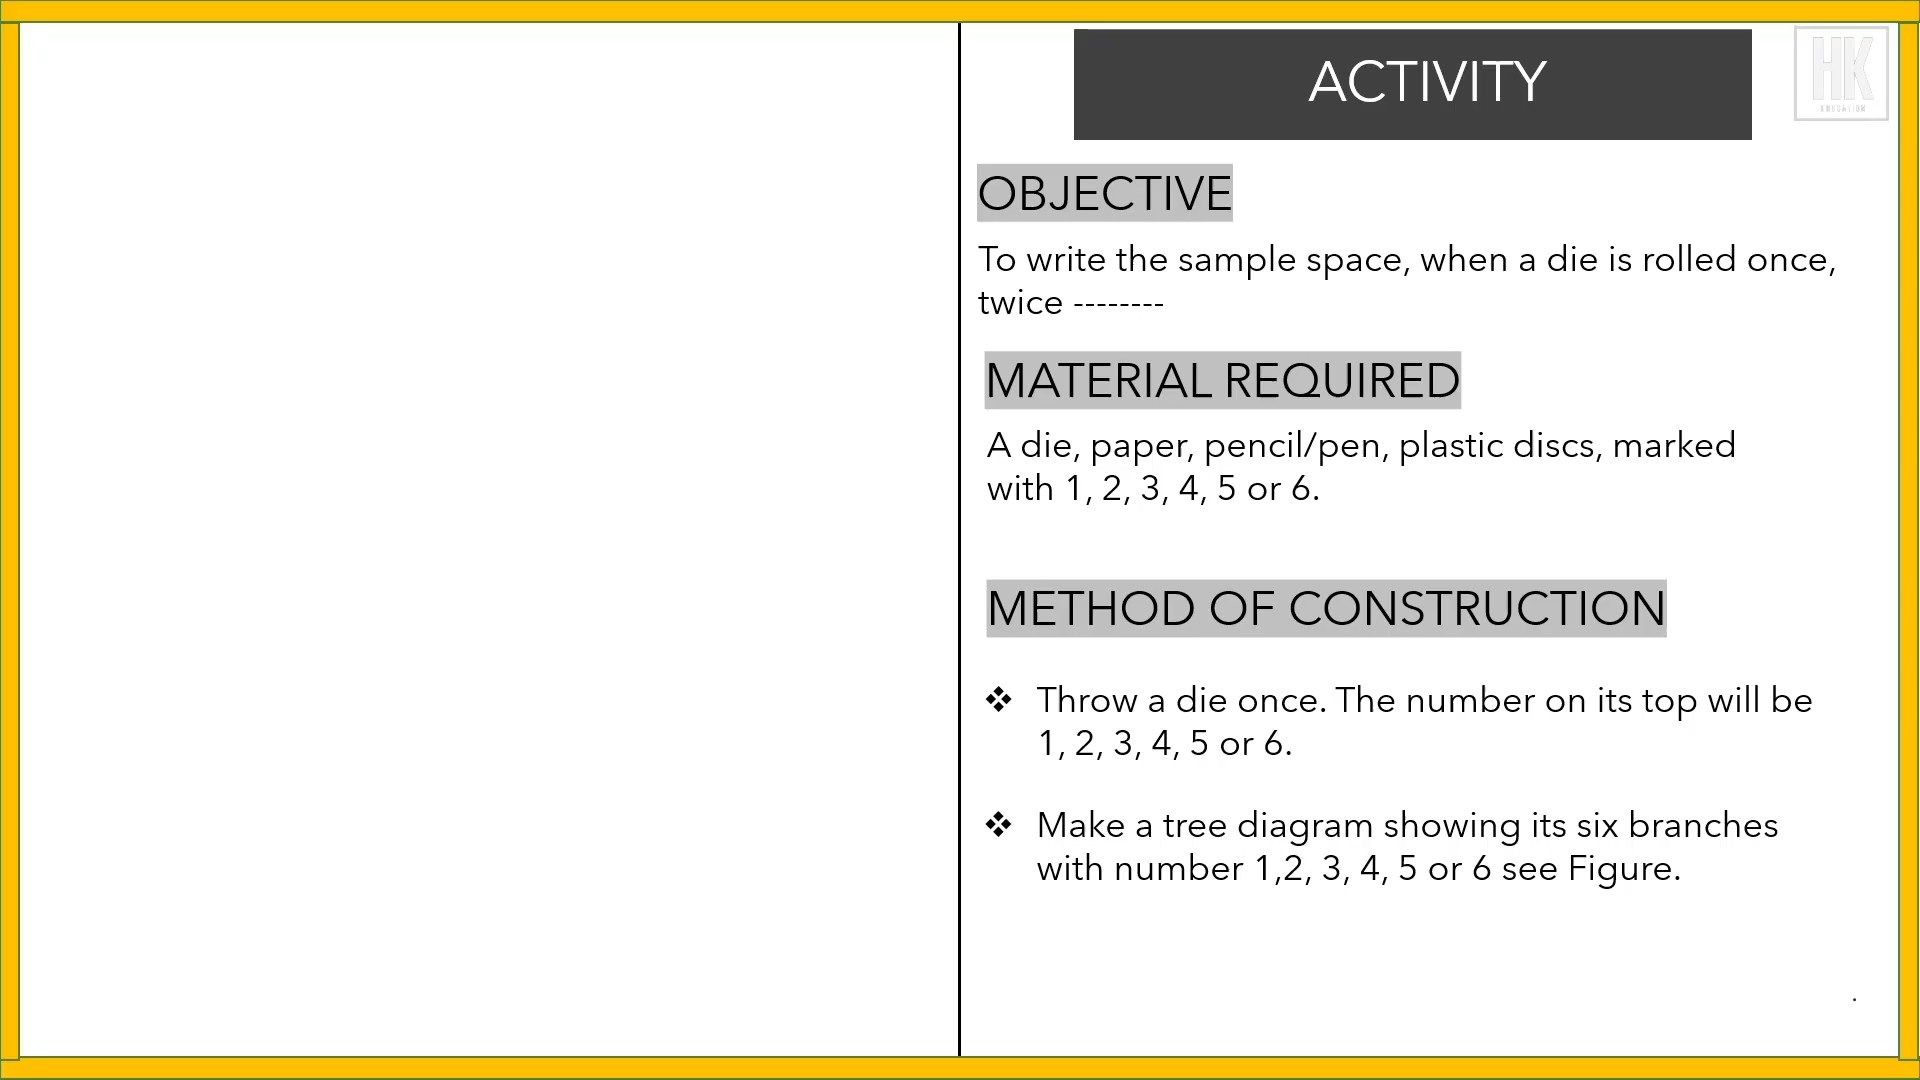 ACTIVITY
HK
OBJECTIVE
To write the sample space, when a die is rolled once,
twice --------
MATERIAL REQUIRED
A die, paper, pencil/pen, plastic discs, marked
with 1, 2, 3, 4, 5 or 6.
METHOD OF CONSTRUCTION
❖ Throw a die once. The number on its top will be
1, 2, 3, 4, 5 or 6.
❖ Make a tree diagram showing its six branches
with number 1,2, 3, 4, 5 or 6 see Figure.
.